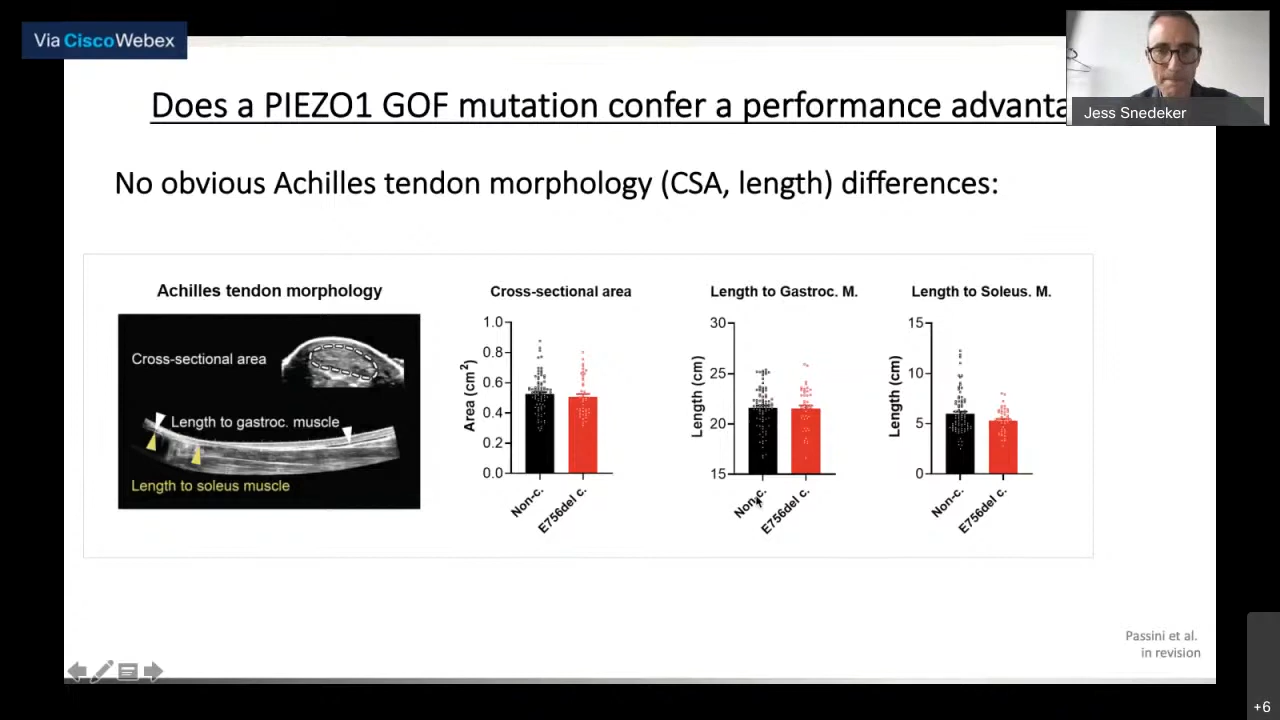 Via CiscoWebex
Jess Snedeker
Does a PIEZO1 GOF mutation confer a performance advanta
No obvious Achilles tendon morphology (CSA, length) differences:
Achilles tendon morphology
Cross-sectional area
Length to gastroc. muscle
Length to soleus muscle
Cross-sectional area
Area (cm²)
1.0
0.8
0.6
0.4
0.2
0.0
Non-c.
E756del c.
Length to Gastroc. M.
Length (cm)
30
25
20
15
Non-c.
E756del c.
Length to Soleus. M.
Length (cm)
15
10
5
0
Non-c.
E756del c.
Passini et al.
in revision
+6